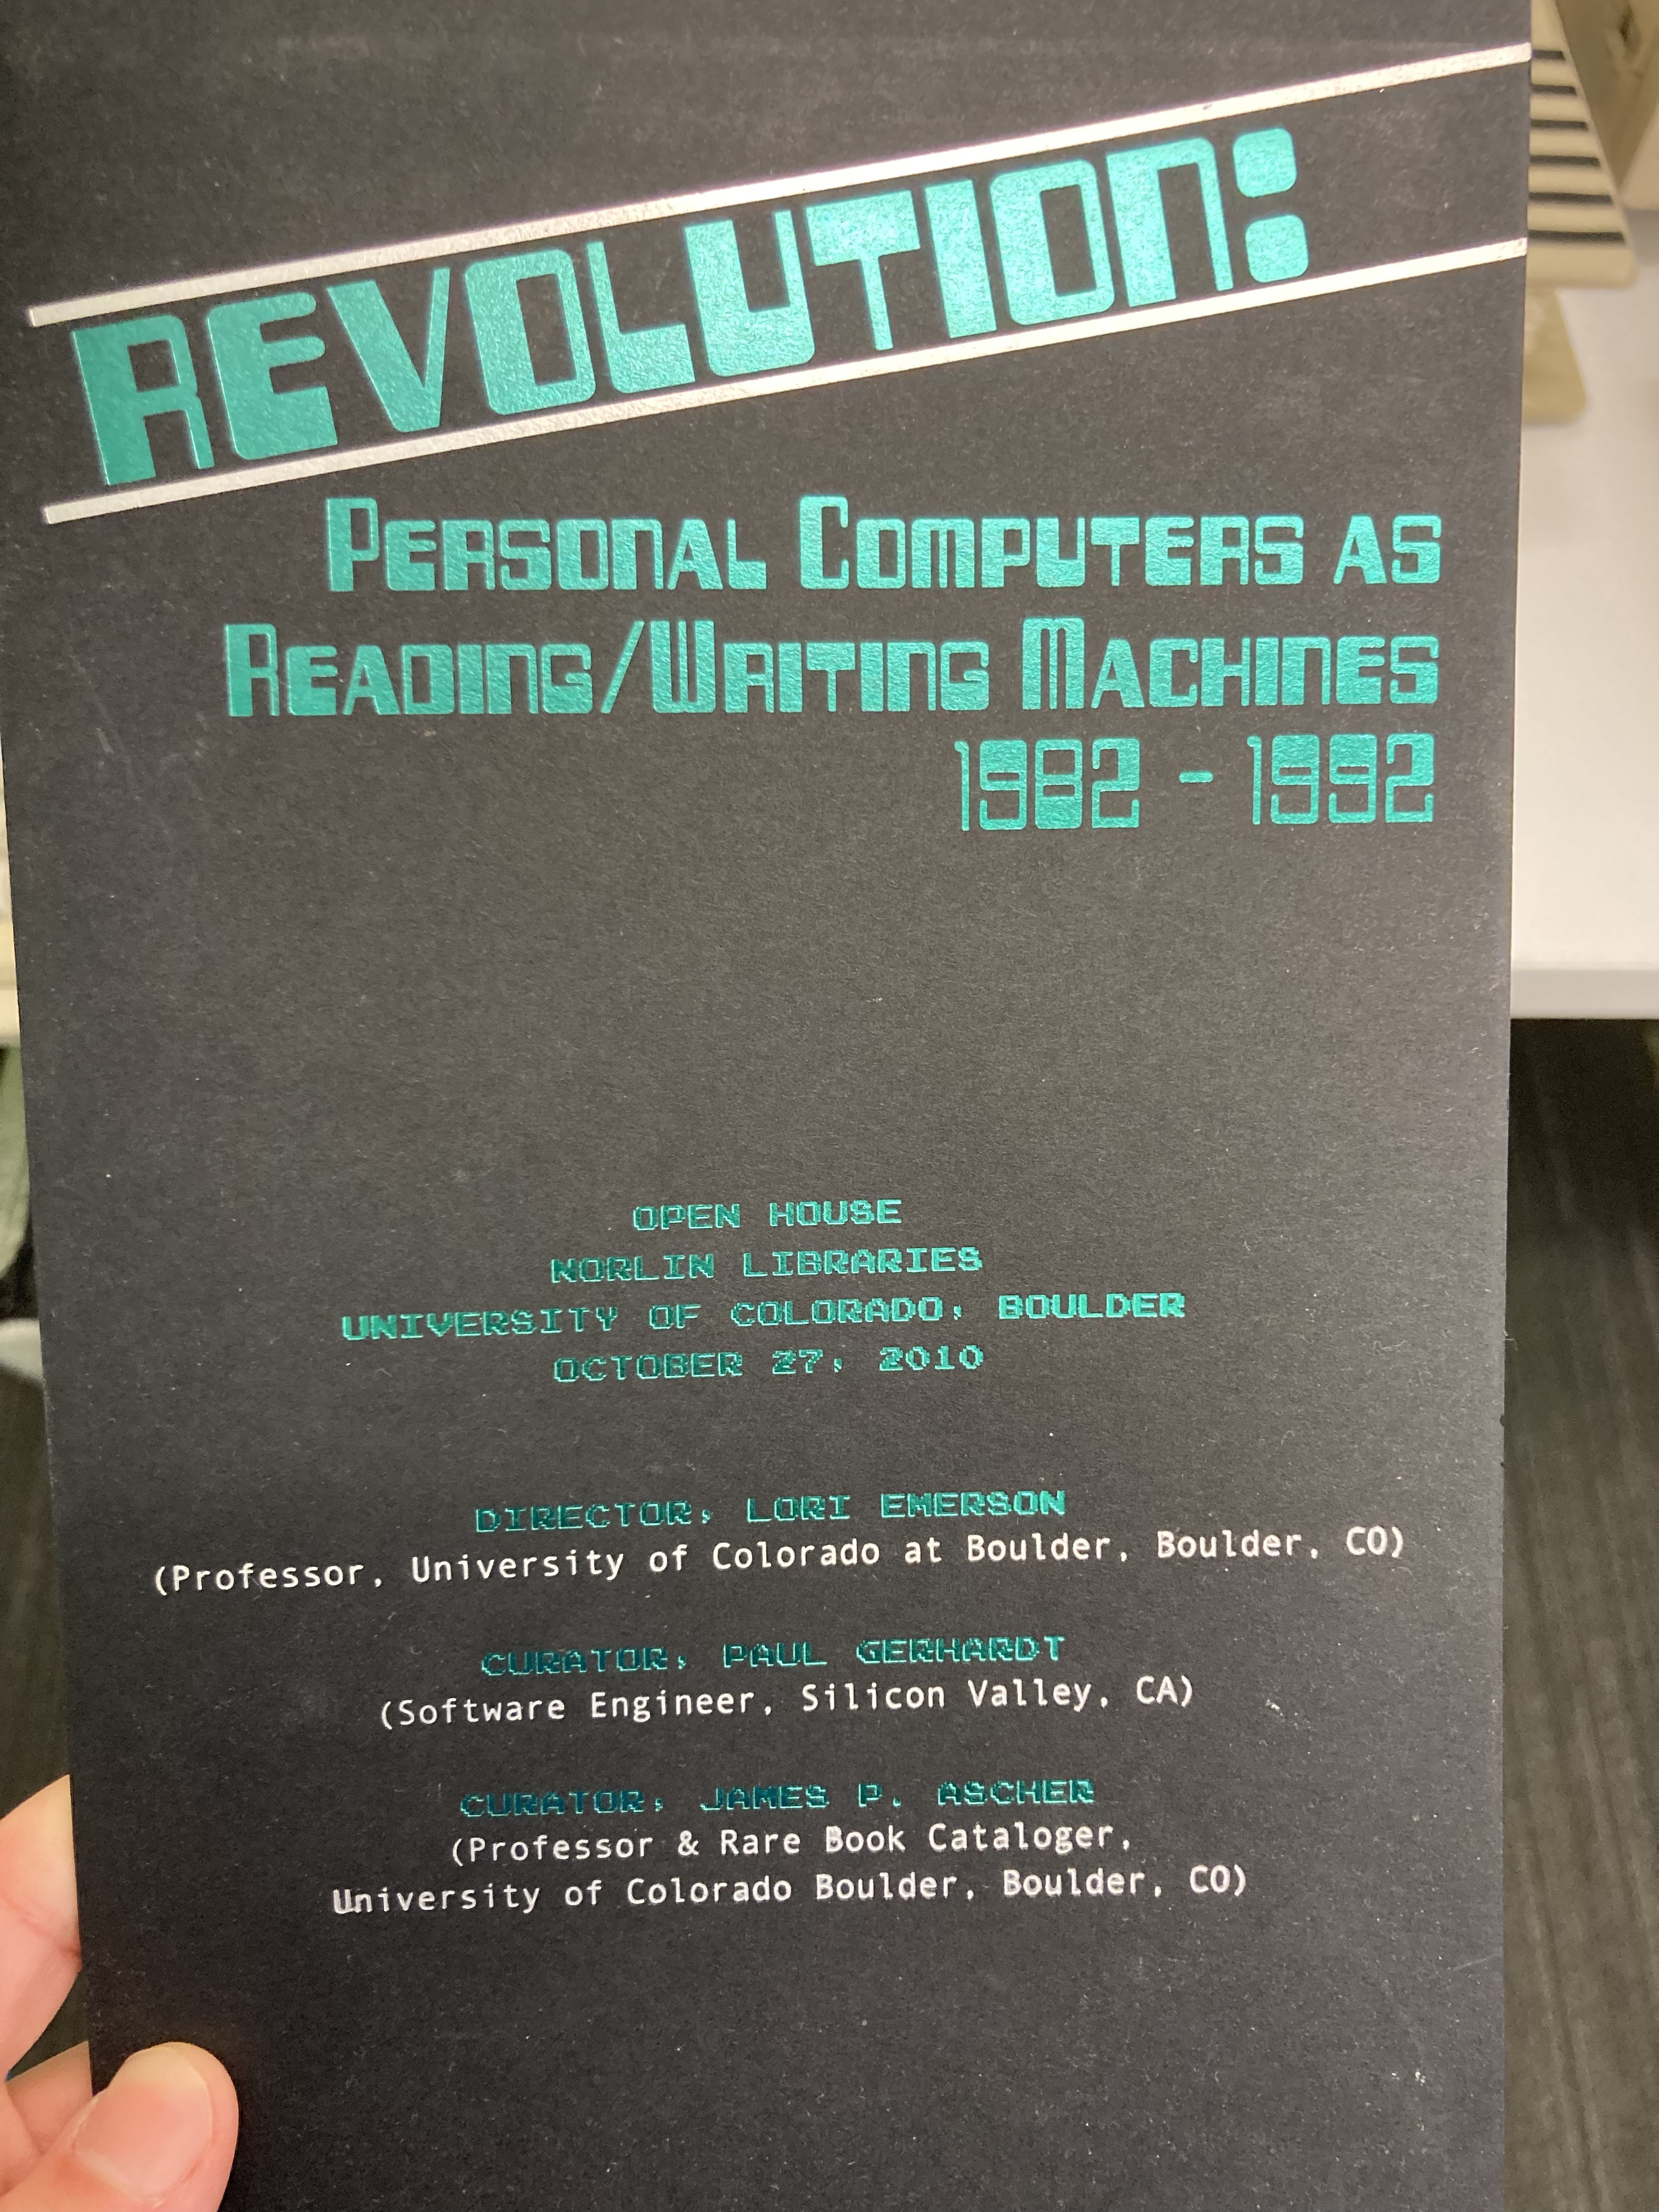 REVOLUTION:
PERSONAL COMPUTERS AS
READING/WRITING MACHINES
1982 - 1992
OPEN HOUSE
NORLIN LIBRARIES
UNIVERSITY OF COLORADO, BOULDER
OCTOBER 27, 2010
DIRECTOR, LORI EMERSON
(Professor, University of Colorado at Boulder, Boulder, CO)
CURATOR, PAUL GERHARDT
(Software Engineer, Silicon Valley, CA)
CURATOR, JAMES P. ASCHER
(Professor & Rare Book Cataloger,
University of Colorado Boulder, Boulder, CO)